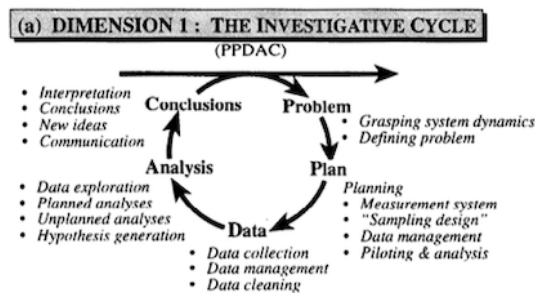 (a) DIMENSION 1 : THE INVESTIGATIVE CYCLE
(PPDAC)
• Interpretation
• Conclusions
• New ideas
• Communication
Conclusions
Problem
• Grasping system dynamics
• Defining problem
Analysis
Plan
• Data exploration
• Planned analyses
• Unplanned analyses
• Hypothesis generation
Planning
• Measurement system
• "Sampling design"
• Data management
• Piloting & analysis
Data
• Data collection
• Data management
• Data cleaning